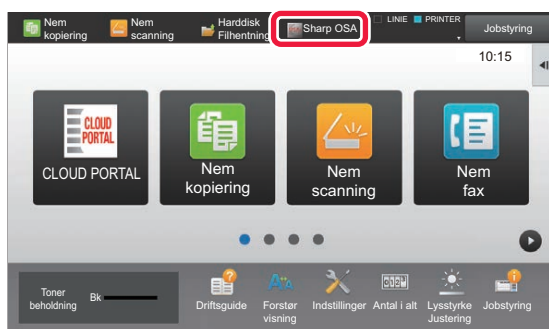 Nem
kopiering
Nem
scanning
Harddisk
Filhentning
Sharp OSA
LINIE
PRINTER
Jobstyring
10:15
CLOUD
PORTAL
CLOUD PORTAL
Nem
kopiering
Nem
scanning
Nem
fax
Toner
beholdning
Bk
Driftsguide
Forstør
visning
Indstillinger
Antal i alt
Lysstyrke
Justering
Jobstyring